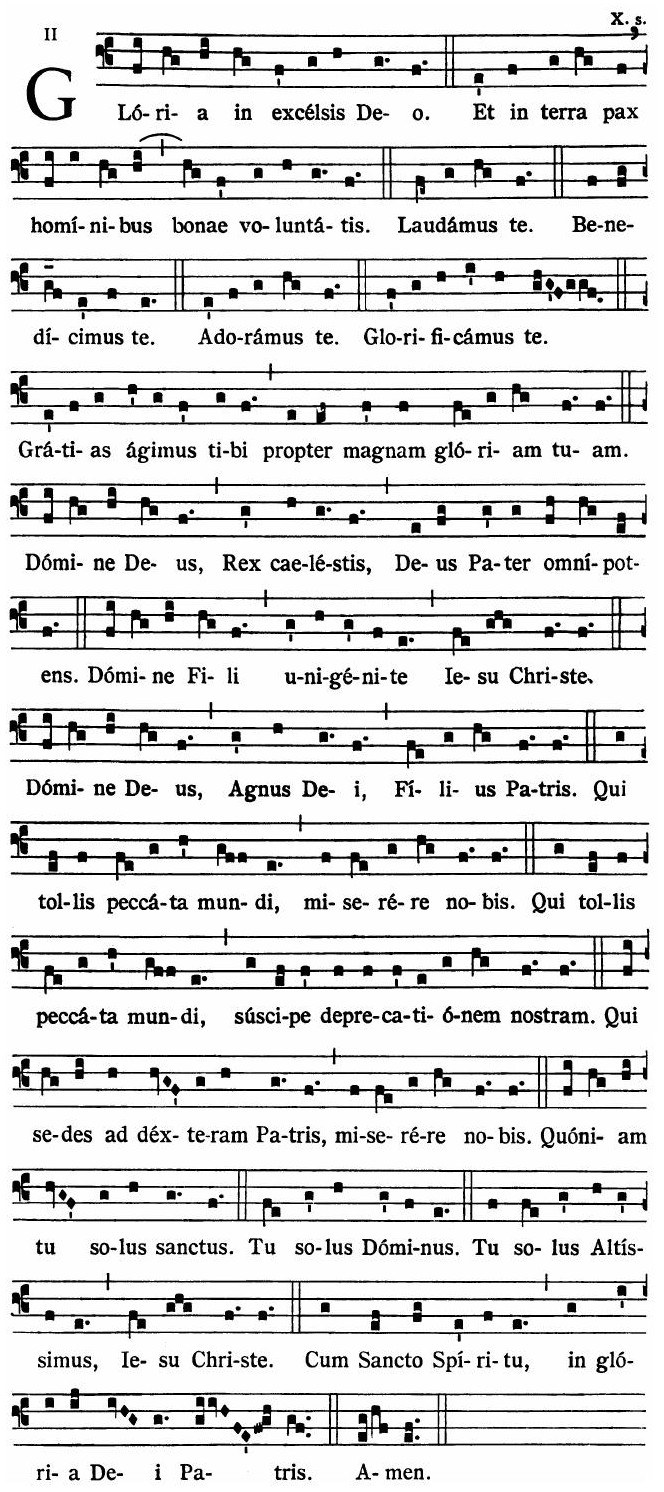 II
X. s.
GLó- ri- a in excélsis De- o. Et in terra pax
homí- ni- bus bonae vo- luntá- tis. Laudámus te. Be-ne-
dí- cimus te. Ado-rámus te. Glo-ri- fi-cámus te.
Grá-ti- as ágimus ti-bi propter magnam gló- ri- am tu- am.
Dómi- ne De- us, Rex cae-lé-stis, De- us Pa-ter omní-pot-
ens. Dómi- ne Fi- li u-ni-gé-ni-te Ie- su Chri-ste.
Dómi- ne De- us, Agnus De- i, Fí- li- us Pa-tris. Qui
tol-lis peccá-ta mun- di, mi- se- ré- re no- bis. Qui tol-lis
peccá-ta mun-di, súsci-pe depre-ca-ti- ó-nem nostram. Qui
se-des ad déx- te-ram Pa-tris, mi-se- ré-re no- bis. Quóni- am
tu so-lus sanctus. Tu so-lus Dómi-nus. Tu so- lus Altís-
simus, Ie- su Chri-ste. Cum Sancto Spí- ri- tu, in gló-
ri- a De- i Pa- tris. A- men.